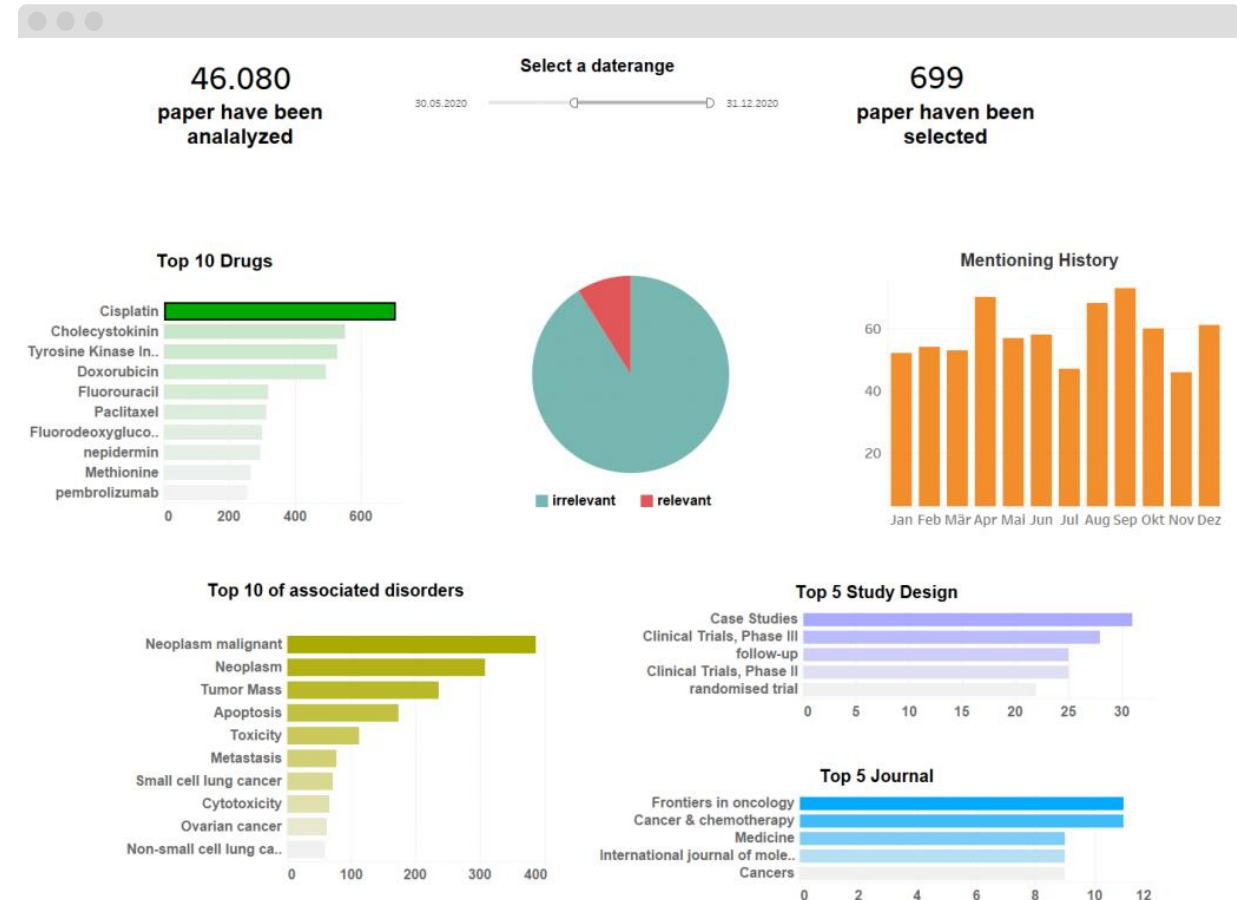 46.080
paper have been
analalyzed
Select a daterange
30.05.2020
31.12.2020
699
paper haven been
selected
Top 10 Drugs
Cisplatin
Cholecystokinin
Tyrosine Kinase In..
Doxorubicin
Fluorouracil
Paclitaxel
Fluorodeoxygluco..
nepidermin
Methionine
pembrolizumab
0 200 400 600
irrelevant relevant
Mentioning History
60
40
20
Jan Feb Mär Apr Mai Jun Jul Aug Sep Okt Nov Dez
Top 10 of associated disorders
Neoplasm malignant
Neoplasm
Tumor Mass
Apoptosis
Toxicity
Metastasis
Small cell lung cancer
Cytotoxicity
Ovarian cancer
Non-small cell lung ca..
0 100 200 300 400
Top 5 Study Design
Case Studies
Clinical Trials, Phase III
follow-up
Clinical Trials, Phase II
randomised trial
0 5 10 15 20 25 30
Top 5 Journal
Frontiers in oncology
Cancer & chemotherapy
Medicine
International journal of mole..
Cancers
0 2 4 6 8 10 12